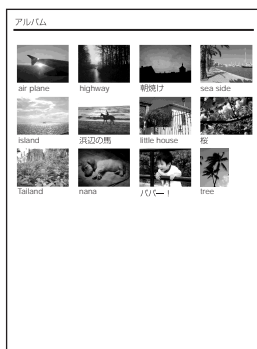 アルバム
air plane
highway
朝焼け
sea side
island
浜辺の馬
little house
桜
Tailand
nana
パパー！
tree